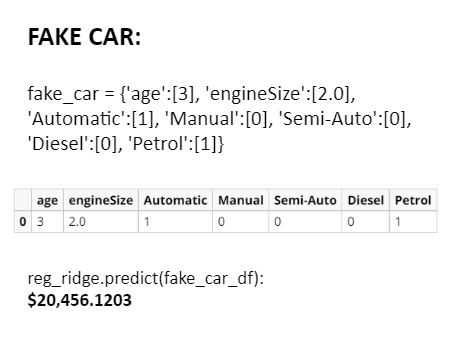 FAKE CAR:
fake_car = {'age':[3], 'engineSize':[2.0],
'Automatic':[1], 'Manual':[0], 'Semi-Auto':[0],
'Diesel':[0], 'Petrol':[1]}
age engineSize Automatic Manual Semi-Auto Diesel Petrol
0 3 2.0 1 0 0 0 1
reg_ridge.predict(fake_car_df):
$20,456.1203